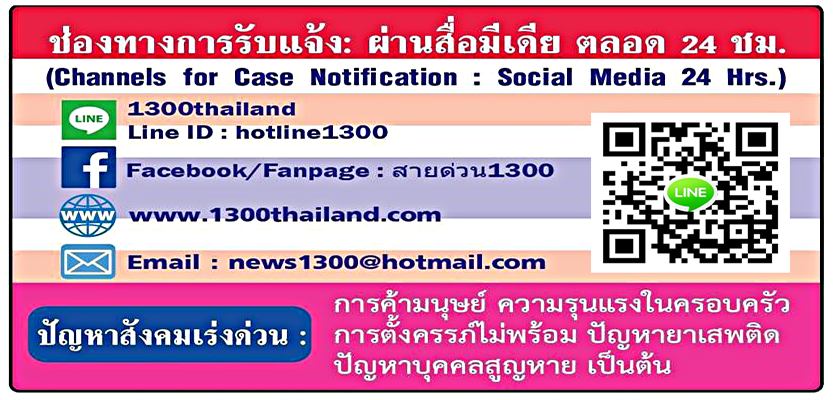 ช่องทางการรับแจ้ง: ผ่านสื่อมีเดีย ตลอด 24 ชม.
(Channels for Case Notification : Social Media 24 Hrs.)
LINE
1300thailand
Line ID : hotline1300
Facebook/Fanpage : สายด่วน1300
LINE
www
www.1300thailand.com
Email : news1300@hotmail.com
ปัญหาสังคมเร่งด่วน :
การค้ามนุษย์ ความรุนแรงในครอบครัว
การตั้งครรภ์ไม่พร้อม ปัญหายาเสพติด
ปัญหาบุคคลสูญหาย เป็นต้น